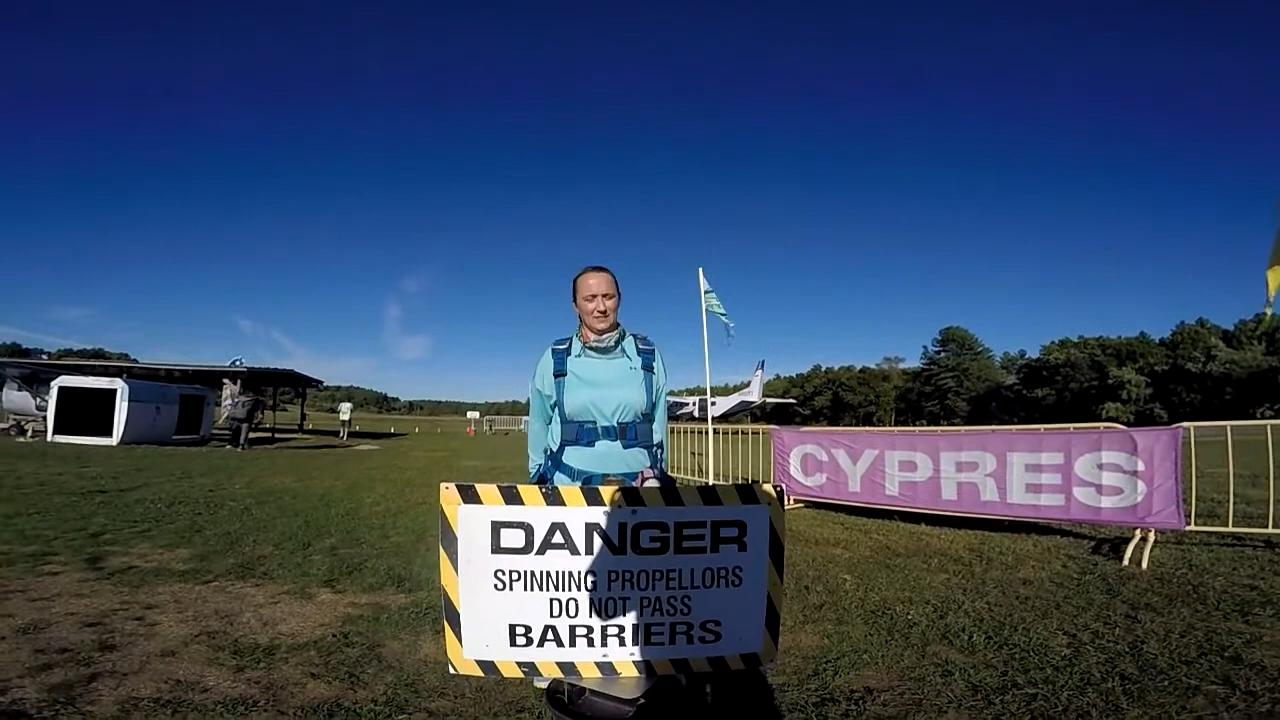 DANGER
SPINNING PROPELLORS
DO NOT PASS
BARRIERS
CYPRES